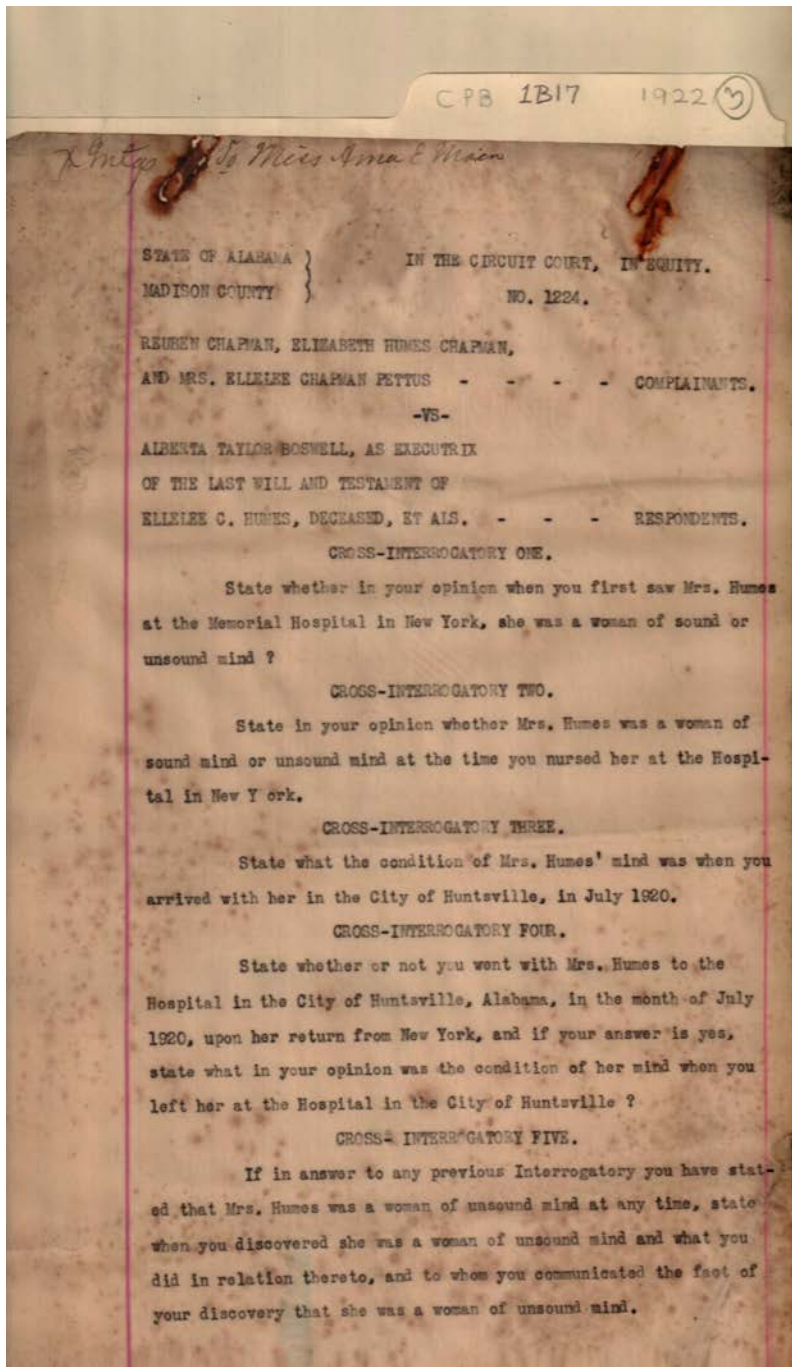 CPB 1B17 1922 3
To Miss Anna E
STATE OF ALABAMA } IN THE CIRCUIT COURT, IN EQUITY.
MADISON COUNTY } NO. 1224.
REUBEN CHAPMAN, ELIZABETH HUMES CHAPMAN,
AND MRS. ELLELEE CHAPMAN PETTUS - - - - COMPLAINANTS.
-VS-
ALBERTA TAYLOR BOSWELL, AS EXECUTRIX
OF THE LAST WILL AND TESTAMENT OF
ELLELEE C. HUMES, DECEASED, ET ALS. - - - RESPONDENTS.
CROSS-INTERROGATORY ONE.
State whether in your opinion when you first saw Mrs. Humes
at the Memorial Hospital in New York, she was a woman of sound or
unsound mind ?
CROSS-INTERROGATORY TWO.
State in your opinion whether Mrs. Humes was a woman of
sound mind or unsound mind at the time you nursed her at the Hospi-
tal in New Y ork.
CROSS-INTERROGATORY THREE.
State what the condition of Mrs. Humes' mind was when you
arrived with her in the City of Huntsville, in July 1920.
CROSS-INTERROGATORY FOUR.
State whether or not you went with Mrs. Humes to the
Hospital in the City of Huntsville, Alabama, in the month of July
1920, upon her return from New York, and if your answer is yes,
state what in your opinion was the condition of her mind when you
left her at the Hospital in the City of Huntsville ?
CROSS- INTERROGATORY FIVE.
If in answer to any previous Interrogatory you have stat-
ed that Mrs. Humes was a woman of unsound mind at any time, state
when you discovered she was a woman of unsound mind and what you
did in relation thereto, and to whom you communicated the fact of
your discovery that she was a woman of unsound mind.